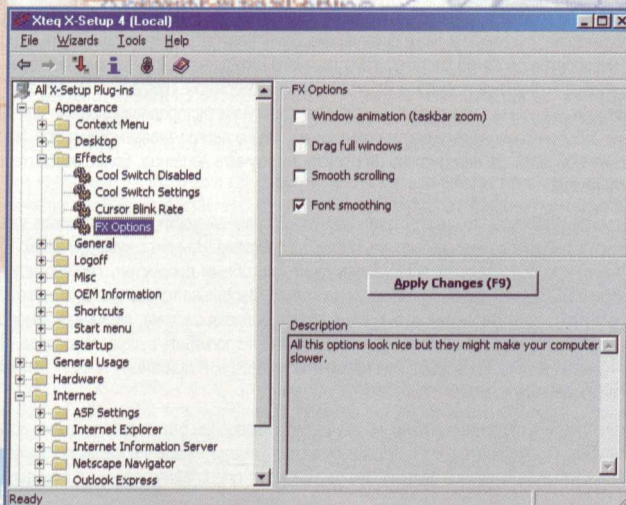 Xteq X-Setup 4 (Local)
File Wizards Tools Help
All X-Setup Plug-ins
Appearance
Context Menu
Desktop
Effects
Cool Switch Disabled
Cool Switch Settings
Cursor Blink Rate
FX Options
General
Logoff
Misc
OEM Information
Shortcuts
Start menu
Startup
General Usage
Hardware
Internet
ASP Settings
Internet Explorer
Internet Information Server
Netscape Navigator
Outlook Express
FX Options
Window animation (taskbar zoom)
Drag full windows
Smooth scrolling
Font smoothing
Apply Changes (F9)
Description
All this options look nice but they might make your computer
slower.
Ready